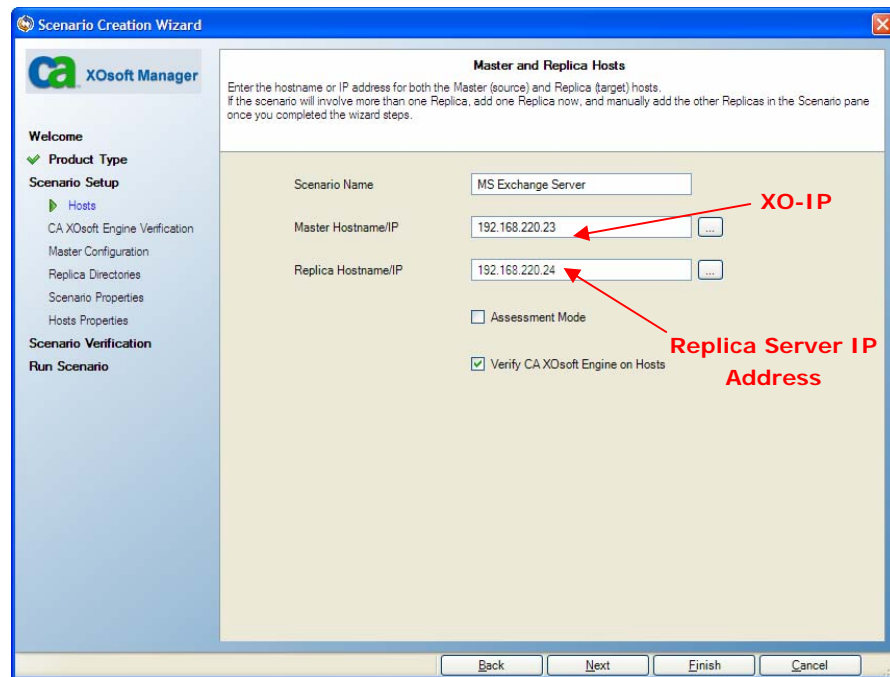 Scenario Creation Wizard
ca XOsoft Manager
Welcome
Product Type
Scenario Setup
Hosts
CA XOsoft Engine Verification
Master Configuration
Replica Directories
Scenario Properties
Hosts Properties
Scenario Verification
Run Scenario
Master and Replica Hosts
Enter the hostname or IP address for both the Master (source) and Replica (target) hosts.
If the scenario will involve more than one Replica, add one Replica now, and manually add the other Replicas in the Scenario pane
once you completed the wizard steps.
Scenario Name MS Exchange Server
XO-IP
Master Hostname/IP 192.168.220.23 ...
Replica Hostname/IP 192.168.220.24 ...
Assessment Mode
Replica Server IP
Address
Verify CA XOsoft Engine on Hosts
Back Next Finish Cancel